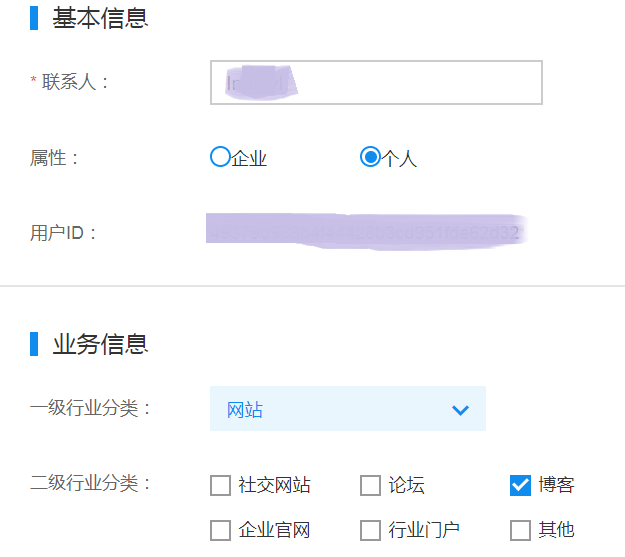 基本信息
* 联系人：
属性： 企业 个人
用户ID：
业务信息
一级行业分类： 网站
二级行业分类： 社交网站 论坛 博客
企业官网 行业门户 其他